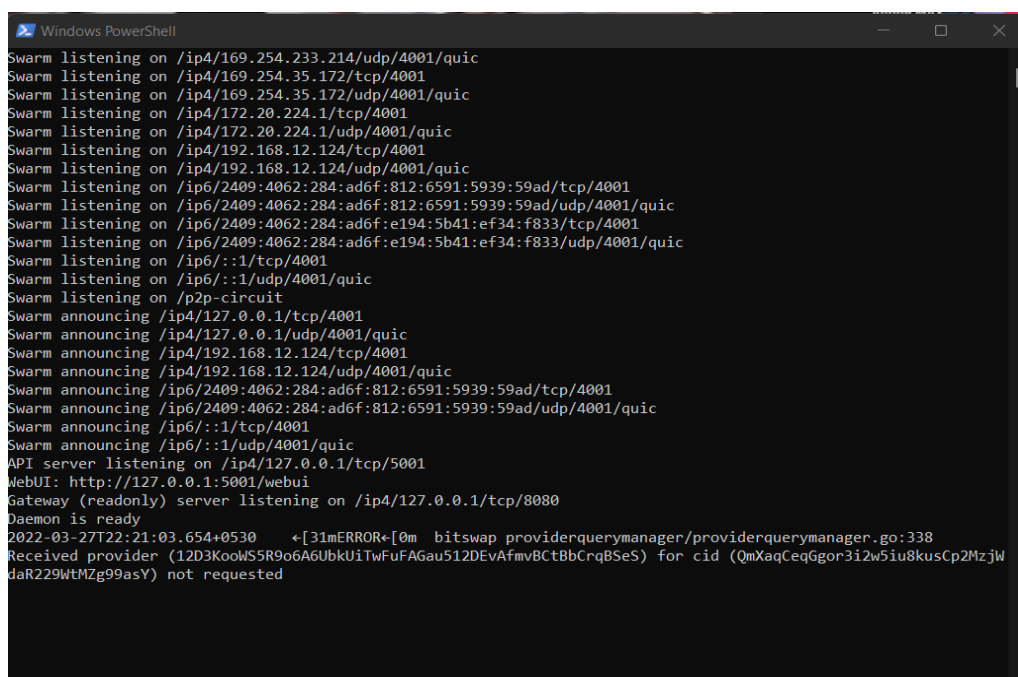 Windows PowerShell
Swarm listening on /ip4/169.254.233.214/udp/4001/quic
Swarm listening on /ip4/169.254.35.172/tcp/4001
Swarm listening on /ip4/169.254.35.172/udp/4001/quic
Swarm listening on /ip4/172.20.224.1/tcp/4001
Swarm listening on /ip4/172.20.224.1/udp/4001/quic
Swarm listening on /ip4/192.168.12.124/tcp/4001
Swarm listening on /ip4/192.168.12.124/udp/4001/quic
Swarm listening on /ip6/2409:4062:284:ad6f:812:6591:5939:59ad/tcp/4001
Swarm listening on /ip6/2409:4062:284:ad6f:812:6591:5939:59ad/udp/4001/quic
Swarm listening on /ip6/2409:4062:284:ad6f:e194:5b41:ef34:f833/tcp/4001
Swarm listening on /ip6/2409:4062:284:ad6f:e194:5b41:ef34:f833/udp/4001/quic
Swarm listening on /ip6/::1/tcp/4001
Swarm listening on /ip6/::1/udp/4001/quic
Swarm listening on /p2p-circuit
Swarm announcing /ip4/127.0.0.1/tcp/4001
Swarm announcing /ip4/127.0.0.1/udp/4001/quic
Swarm announcing /ip4/192.168.12.124/tcp/4001
Swarm announcing /ip4/192.168.12.124/udp/4001/quic
Swarm announcing /ip6/2409:4062:284:ad6f:812:6591:5939:59ad/tcp/4001
Swarm announcing /ip6/2409:4062:284:ad6f:812:6591:5939:59ad/udp/4001/quic
Swarm announcing /ip6/::1/tcp/4001
Swarm announcing /ip6/::1/udp/4001/quic
API server listening on /ip4/127.0.0.1/tcp/5001
WebUI: http://127.0.0.1:5001/webui
Gateway (readonly) server listening on /ip4/127.0.0.1/tcp/8080
Daemon is ready
2022-03-27T22:21:03.654+0530 ←[31mERROR←[0m bitswap providerquerymanager/providerquerymanager.go:338
Received provider (12D3KooWS5R9o6A6UbkUiTwFuFAGau512DEvAfmvBCtBbCrqBSeS) for cid (QmXaqCeqGgor3i2w5iu8kusCp2MzjW
daR229WtMZg99asY) not requested